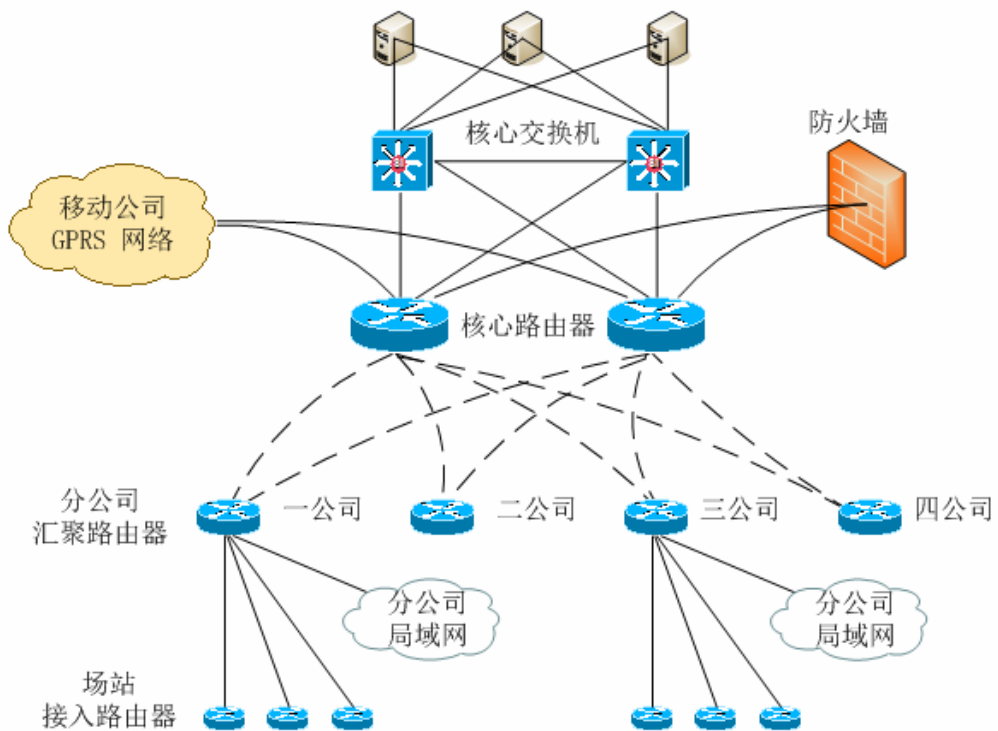 核心交换机
防火墙
移动公司
GPRS 网络
核心路由器
分公司
汇聚路由器
一公司
二公司
三公司
四公司
分公司
局域网
分公司
局域网
场站
接入路由器